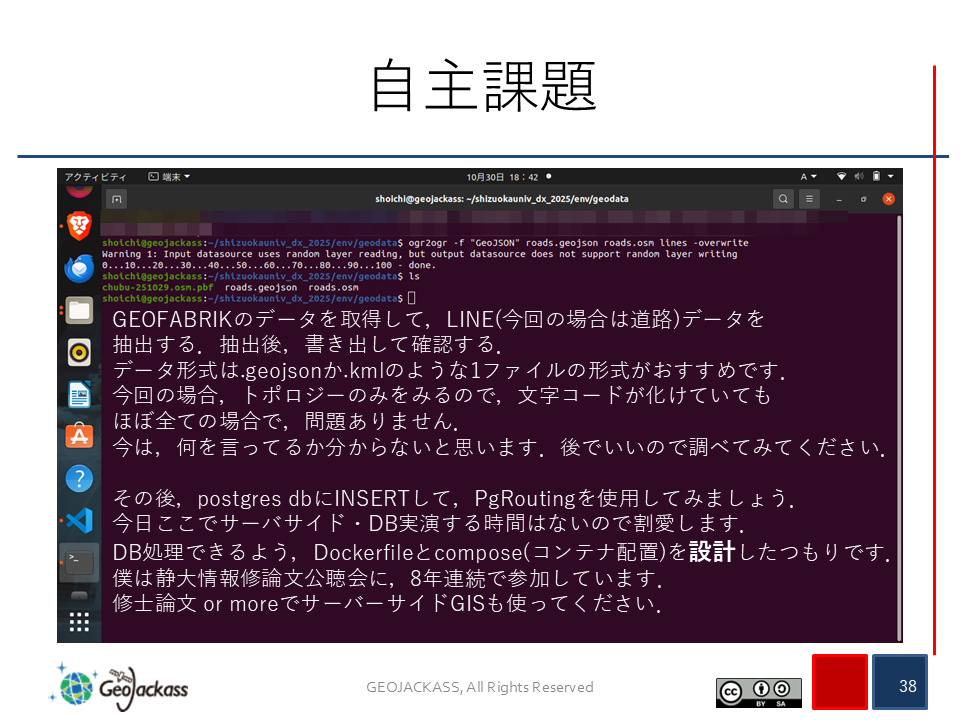 自主課題
アクティビティ 端末 10月30日 18:42 A
shoichi@geojackass: ~/shizuokauniv_dx_2025/env/geodata
shoichi@geojackass:~/shizuokauniv_dx_2025/env/geodata$ ogr2ogr -f "GeoJSON" roads.geojson roads.osm lines -overwrite
Warning 1: Input datasource uses random layer reading, but output datasource does not support random layer writing
0...10...20...30...40...50...60...70...80...90...100 - done.
shoichi@geojackass:~/shizuokauniv_dx_2025/env/geodata$ ls
chubu-251029.osm.pbf roads.geojson roads.osm
shoichi@geojackass:~/shizuokauniv_dx_2025/env/geodata$
GEOFABRIKのデータを取得して，LINE(今回の場合は道路)データを
抽出する．抽出後，書き出して確認する．
データ形式は.geojsonか.kmlのような1ファイルの形式がおすすめです．
今回の場合，トポロジーのみをみるので，文字コードが化けていても
ほぼ全ての場合で，問題ありません．
今は，何を言ってるか分からないと思います．後でいいので調べてみてください．
その後，postgres dbにINSERTして，PgRoutingを使用してみましょう．
今日ここでサーバサイド・DB実演する時間はないので割愛します．
DB処理できるよう，Dockerfileとcompose(コンテナ配置)を設計したつもりです．
僕は静大情報修論文公聴会に，8年連続で参加しています．
修士論文 or moreでサーバーサイドGISも使ってください．
GEOJACKASS
GEOJACKASS, All Rights Reserved
CC BY SA
38